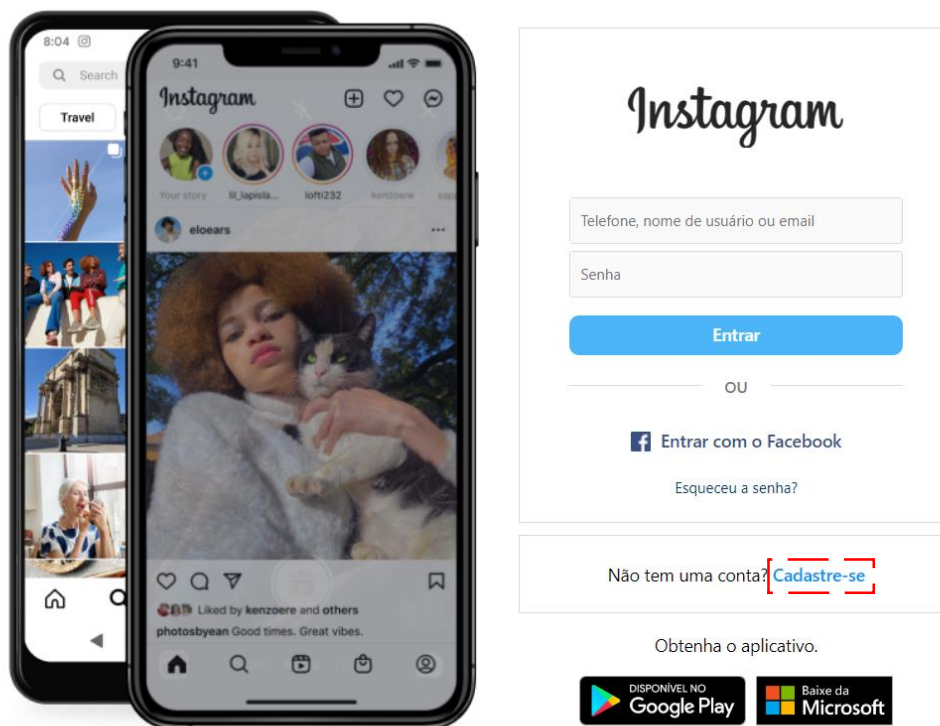 8:04
Search
Travel
9:41
Instagram
Your story
lil_lapisla...
lofti232
kenzoere
sapp
eloears
Liked by kenzoere and others
photosbyean Good times. Great vibes.
Instagram
Telefone, nome de usuário ou email
Senha
Entrar
OU
Entrar com o Facebook
Esqueceu a senha?
Não tem uma conta? Cadastre-se
Obtenha o aplicativo.
DISPONÍVEL NO
Google Play
Baixe da
Microsoft